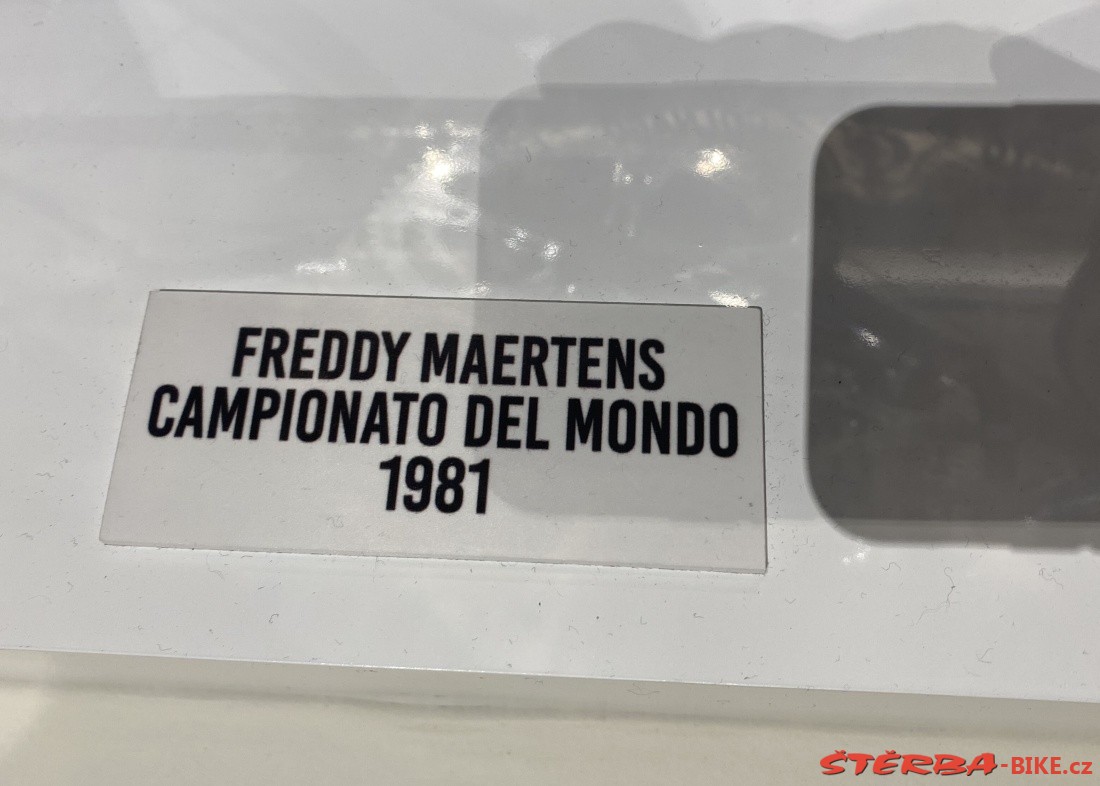 FREDDY MAERTENS
CAMPIONATO DEL MONDO
1981
ŠTĚRBA-BIKE.cz